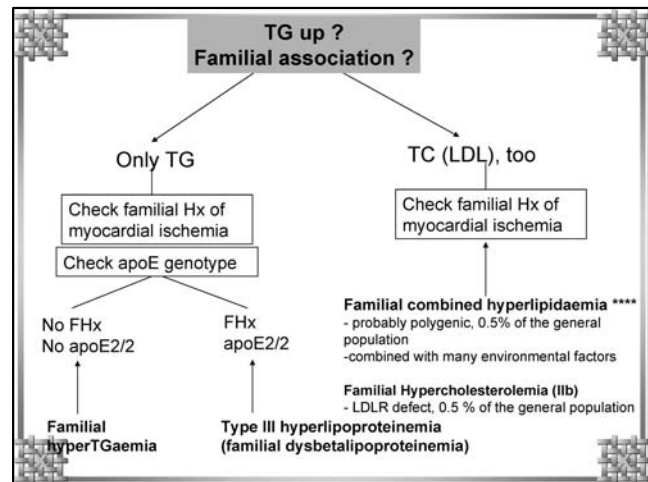 TG up ?
Familial association ?
Only TG
TC (LDL), too
Check familial Hx of
myocardial ischemia
Check apoE genotype
Check familial Hx of
myocardial ischemia
No FHx
No apoE2/2
FHx
apoE2/2
Familial
hyperTGaemia
Type III hyperlipoproteinemia
(familial dysbetalipoproteinemia)
Familial combined hyperlipidaemia ****
- probably polygenic, 0.5% of the general
population
-combined with many environmental factors
Familial Hypercholesterolemia (IIb)
- LDLR defect, 0.5 % of the general population